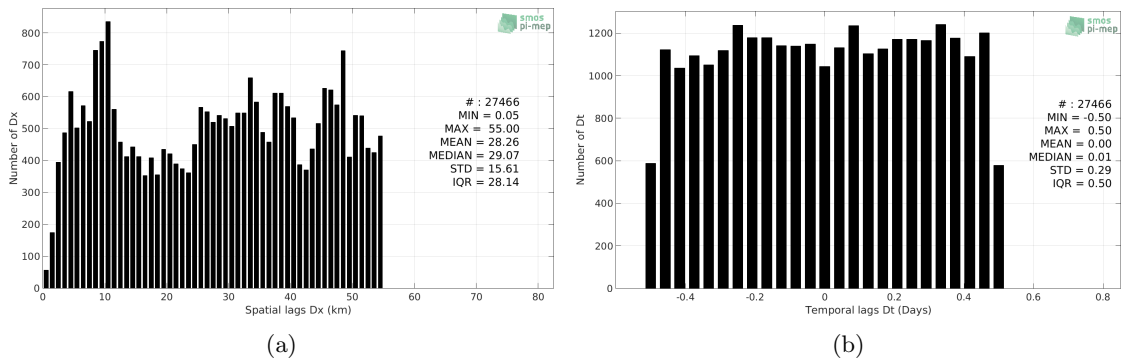 smos
pi-mep
800
700
600
500
400
300
200
100
0
Number of Dx
# : 27466
MIN = 0.05
MAX = 55.00
MEAN = 28.26
MEDIAN = 29.07
STD = 15.61
IQR = 28.14
0 10 20 30 40 50 60 70 80
Spatial lags Dx (km)
(a)
smos
pi-mep
1200
1000
800
600
400
200
0
Number of Dt
# : 27466
MIN = -0.50
MAX = 0.50
MEAN = 0.00
MEDIAN = 0.01
STD = 0.29
IQR = 0.50
-0.4 -0.2 0 0.2 0.4 0.6 0.8
Temporal lags Dt (Days)
(b)